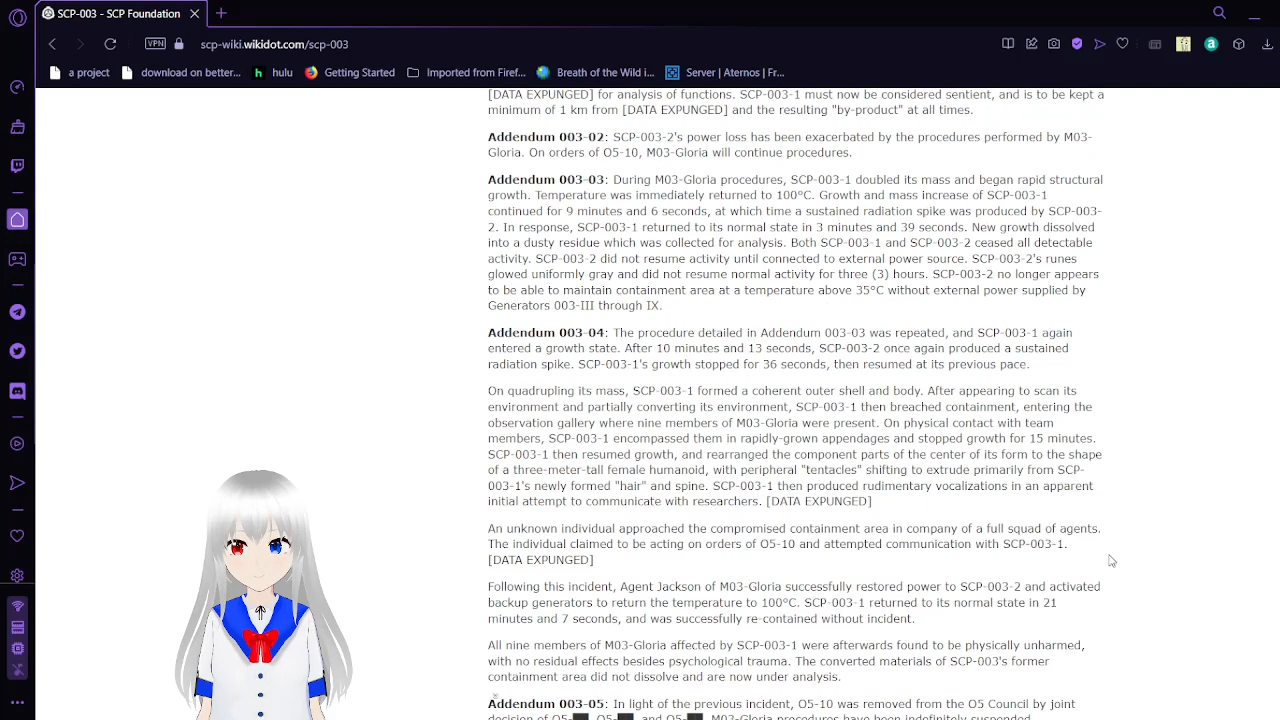 SCP-003 - SCP Foundation
VPN
scp-wiki.wikidot.com/scp-003
a project
download on better...
hulu
Getting Started
Imported from Firef...
Breath of the Wild i...
Server | Aternos | Fr...
[DATA EXPUNGED] for analysis of functions. SCP-003-1 must now be considered sentient, and is to be kept a
minimum of 1 km from [DATA EXPUNGED] and the resulting "by-product" at all times.
Addendum 003-02: SCP-003-2's power loss has been exacerbated by the procedures performed by M03-
Gloria. On orders of O5-10, M03-Gloria will continue procedures.
Addendum 003-03: During M03-Gloria procedures, SCP-003-1 doubled its mass and began rapid structural
growth. Temperature was immediately returned to 100°C. Growth and mass increase of SCP-003-1
continued for 9 minutes and 6 seconds, at which time a sustained radiation spike was produced by SCP-003-
2. In response, SCP-003-1 returned to its normal state in 3 minutes and 39 seconds. New growth dissolved
into a dusty residue which was collected for analysis. Both SCP-003-1 and SCP-003-2 ceased all detectable
activity. SCP-003-2 did not resume activity until connected to external power source. SCP-003-2's runes
glowed uniformly gray and did not resume normal activity for three (3) hours. SCP-003-2 no longer appears
to be able to maintain containment area at a temperature above 35°C without external power supplied by
Generators 003-III through IX.
Addendum 003-04: The procedure detailed in Addendum 003-03 was repeated, and SCP-003-1 again
entered a growth state. After 10 minutes and 13 seconds, SCP-003-2 once again produced a sustained
radiation spike. SCP-003-1's growth stopped for 36 seconds, then resumed at its previous pace.
On quadrupling its mass, SCP-003-1 formed a coherent outer shell and body. After appearing to scan its
environment and partially converting its environment, SCP-003-1 then breached containment, entering the
observation gallery where nine members of M03-Gloria were present. On physical contact with team
members, SCP-003-1 encompassed them in rapidly-grown appendages and stopped growth for 15 minutes.
SCP-003-1 then resumed growth, and rearranged the component parts of the center of its form to the shape
of a three-meter-tall female humanoid, with peripheral "tentacles" shifting to extrude primarily from SCP-
003-1's newly formed "hair" and spine. SCP-003-1 then produced rudimentary vocalizations in an apparent
initial attempt to communicate with researchers. [DATA EXPUNGED]
An unknown individual approached the compromised containment area in company of a full squad of agents.
The individual claimed to be acting on orders of O5-10 and attempted communication with SCP-003-1.
[DATA EXPUNGED]
Following this incident, Agent Jackson of M03-Gloria successfully restored power to SCP-003-2 and activated
backup generators to return the temperature to 100°C. SCP-003-1 returned to its normal state in 21
minutes and 7 seconds, and was successfully re-contained without incident.
All nine members of M03-Gloria affected by SCP-003-1 were afterwards found to be physically unharmed,
with no residual effects besides psychological trauma. The converted materials of SCP-003's former
containment area did not dissolve and are now under analysis.
Addendum 003-05: In light of the previous incident, O5-10 was removed from the O5 Council by joint
decision of O5-██, O5-██, and O5-██. M03-Gloria procedures have been indefinitely suspended.